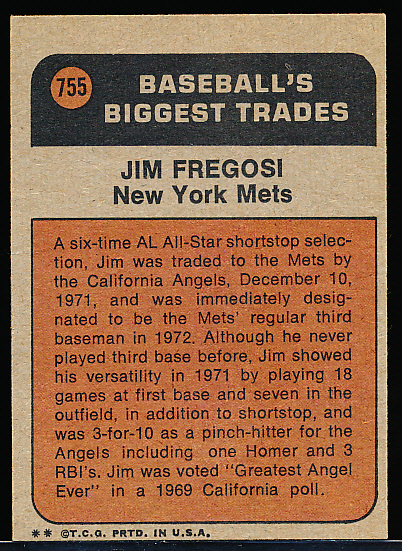 755
BASEBALL'S
BIGGEST TRADES
JIM FREGOSI
New York Mets
A six-time AL All-Star shortstop selec-
tion, Jim was traded to the Mets by
the California Angels, December 10,
1971, and was immediately desig-
nated to be the Mets' regular third
baseman in 1972. Although he never
played third base before, Jim showed
his versatility in 1971 by playing 18
games at first base and seven in the
outfield, in addition to shortstop, and
was 3-for-10 as a pinch-hitter for the
Angels including one Homer and 3
RBI's. Jim was voted "Greatest Angel
Ever" in a 1969 California poll.
** ©T.C.G. PRTD. IN U.S.A.